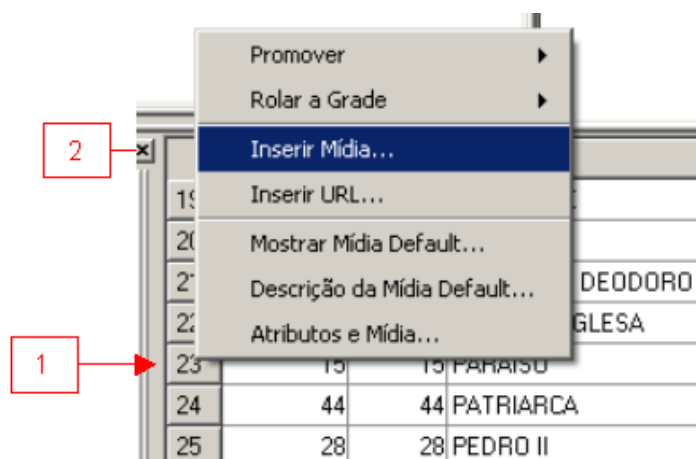 Promover
Rolar a Grade
2
Inserir Mídia...
Inserir URL...
Mostrar Mídia Default...
Descrição da Mídia Default... DEODORO
22 GLESA
Atributos e Mídia...
1
23 15 15 PARAISO
24 44 44 PATRIARCA
25 28 28 PEDRO II